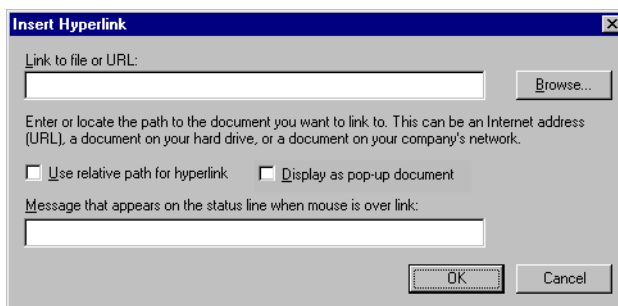 Insert Hyperlink
Link to file or URL:
Browse...
Enter or locate the path to the document you want to link to. This can be an Internet address
(URL), a document on your hard drive, or a document on your company's network.
Use relative path for hyperlink Display as pop-up document
Message that appears on the status line when mouse is over link:
OK Cancel